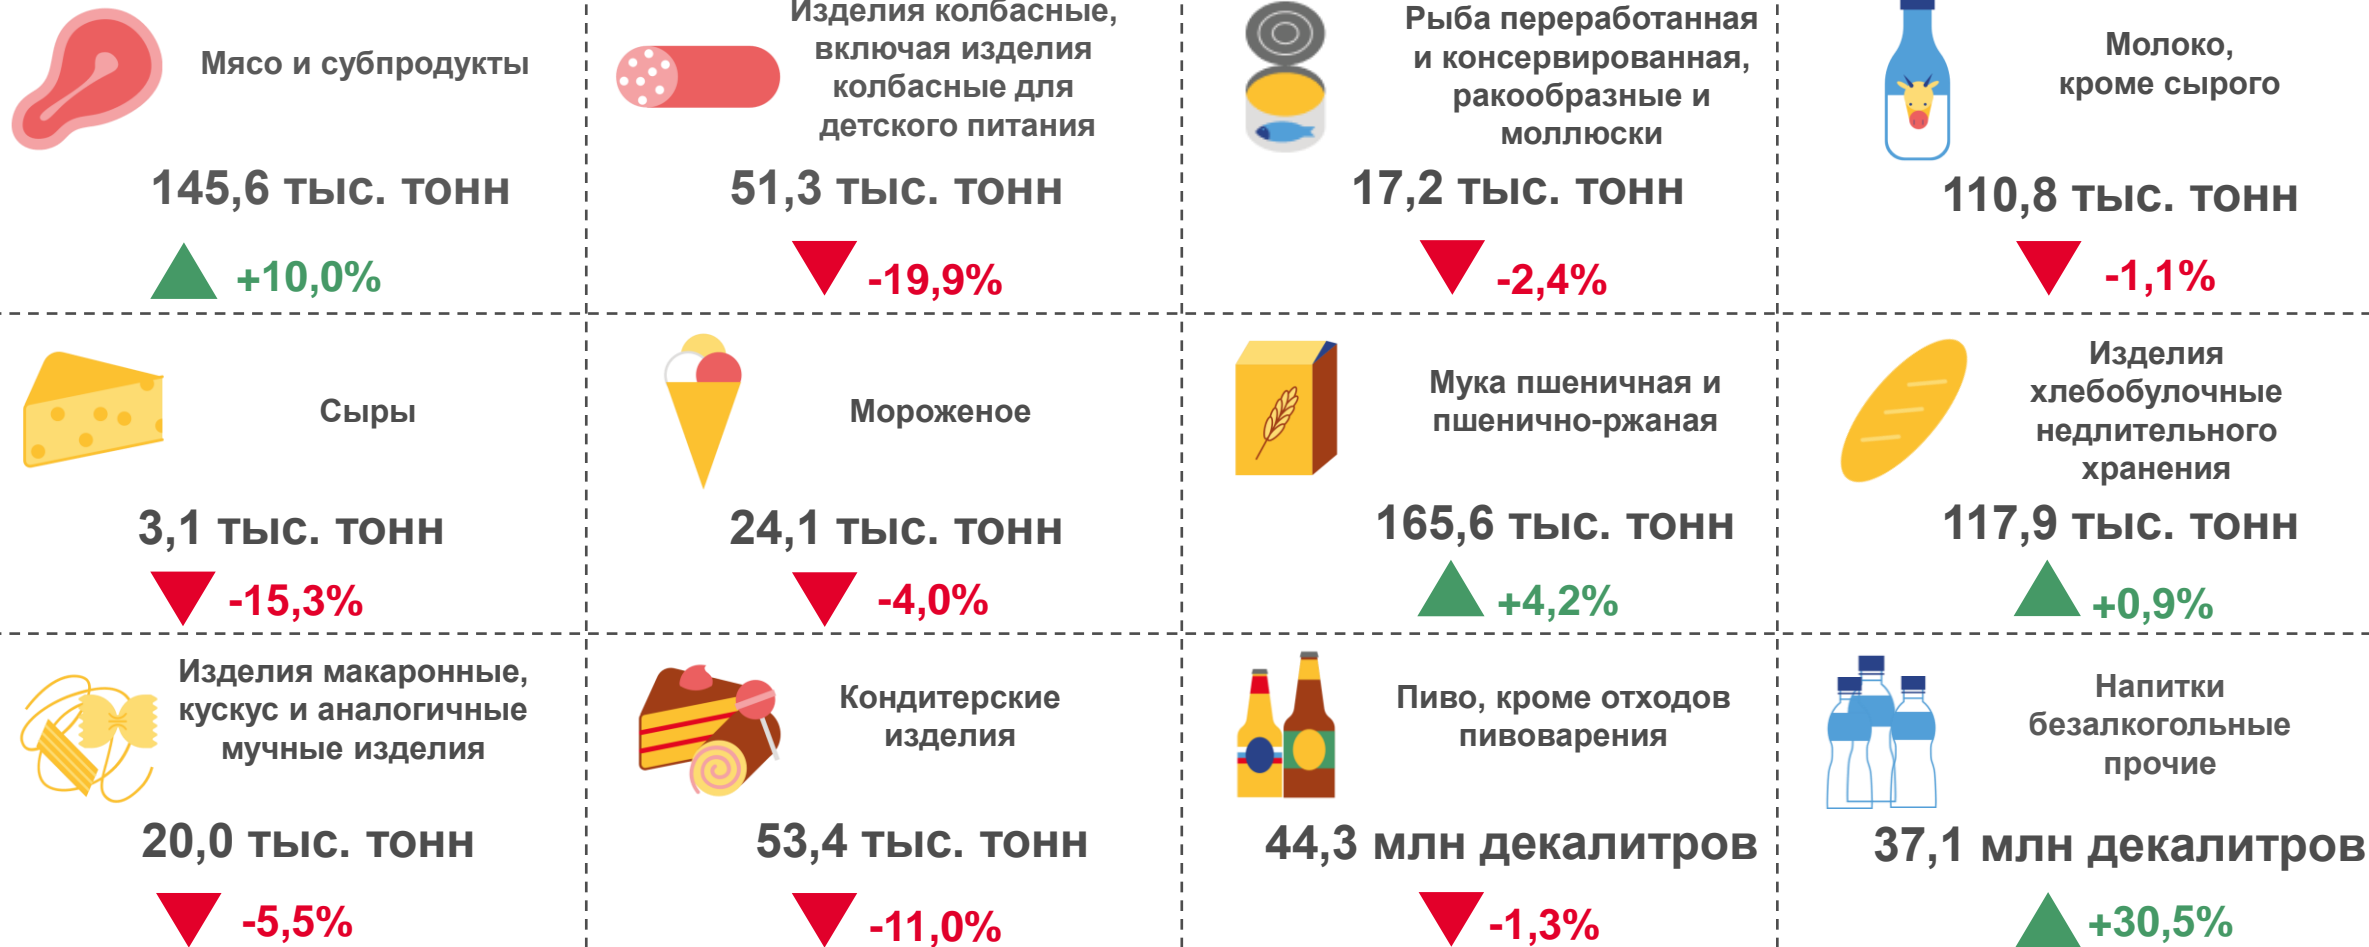 Мясо и субпродукты
145,6 тыс. тонн
+10,0%
Изделия колбасные,
включая изделия
колбасные для
детского питания
51,3 тыс. тонн
-19,9%
Рыба переработанная
и консервированная,
ракообразные и
моллюски
17,2 тыс. тонн
-2,4%
Молоко,
кроме сырого
110,8 тыс. тонн
-1,1%
Сыры
3,1 тыс. тонн
-15,3%
Мороженое
24,1 тыс. тонн
-4,0%
Мука пшеничная и
пшенично-ржаная
165,6 тыс. тонн
+4,2%
Изделия
хлебобулочные
недлительного
хранения
117,9 тыс. тонн
+0,9%
Изделия макаронные,
кускус и аналогичные
мучные изделия
20,0 тыс. тонн
-5,5%
Кондитерские
изделия
53,4 тыс. тонн
-11,0%
Пиво, кроме отходов
пивоварения
44,3 млн декалитров
-1,3%
Напитки
безалкогольные
прочие
37,1 млн декалитров
+30,5%